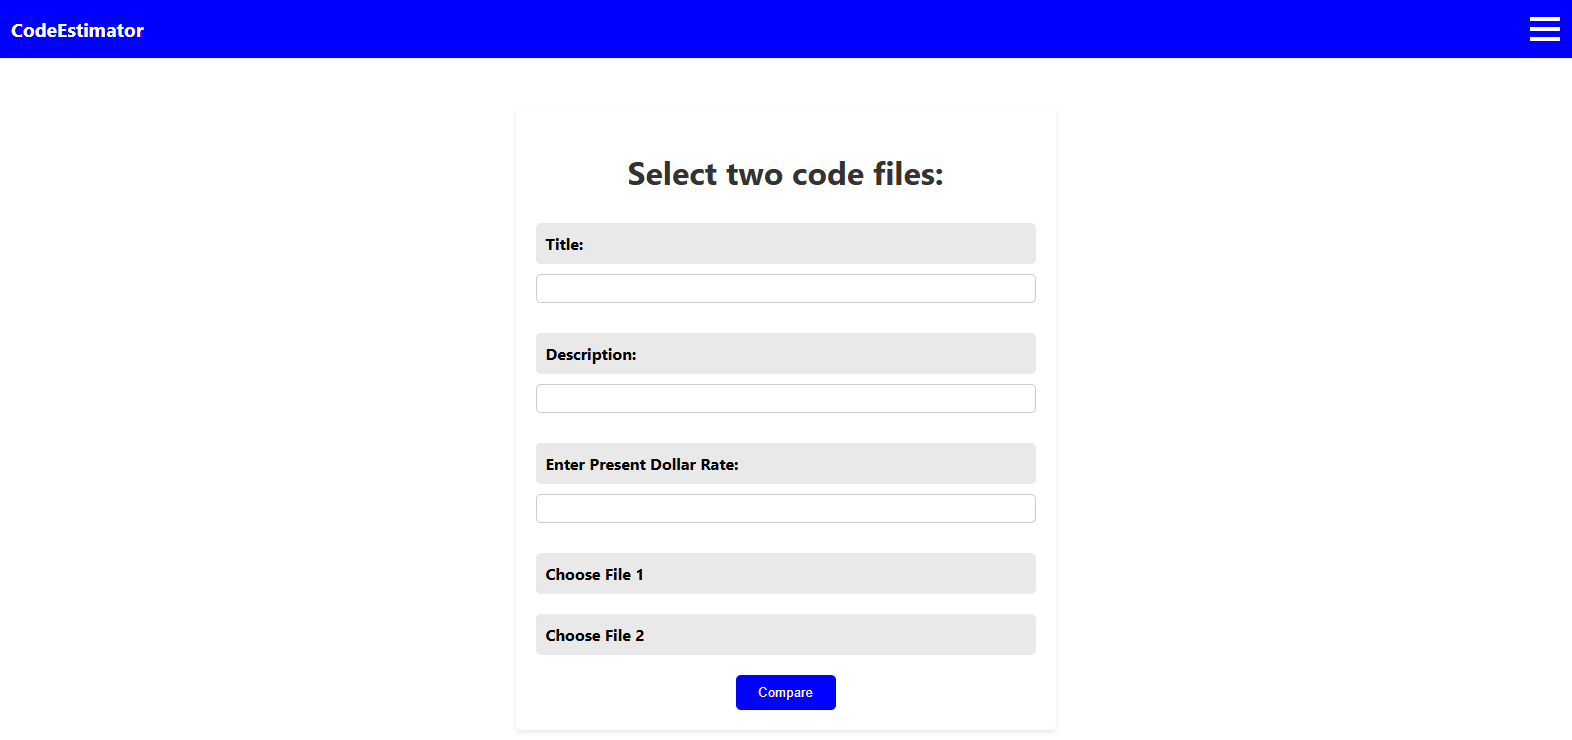 CodeEstimator
Select two code files:
Title:
Description:
Enter Present Dollar Rate:
Choose File 1
Choose File 2
Compare